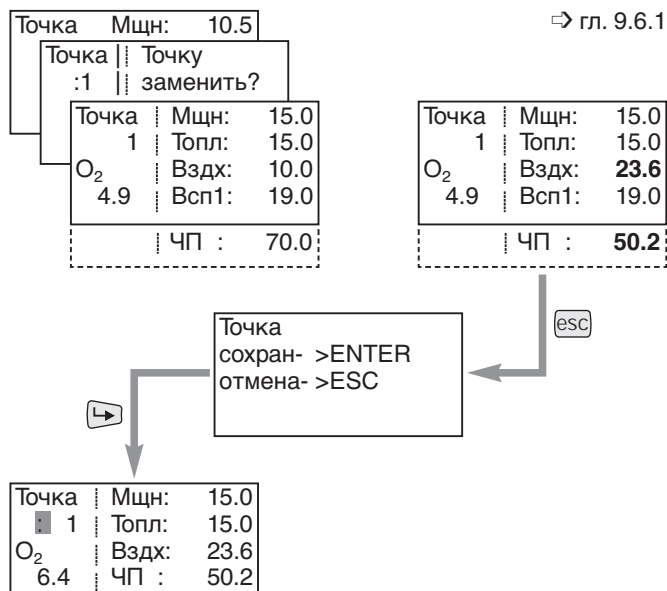 Точка Мщн: 10.5
⇨ гл. 9.6.1
Точка Точку
:1 заменить?
Точка Мщн: 15.0
1 Топл: 15.0
O₂ Вздх: 10.0
4.9 Всп1: 19.0
ЧП : 70.0
Точка Мщн: 15.0
1 Топл: 15.0
O₂ Вздх: 23.6
4.9 Всп1: 19.0
ЧП : 50.2
esc
Точка
сохран- >ENTER
отмена- >ESC
Точка Мщн: 15.0
: 1 Топл: 15.0
O₂ Вздх: 23.6
6.4 ЧП : 50.2